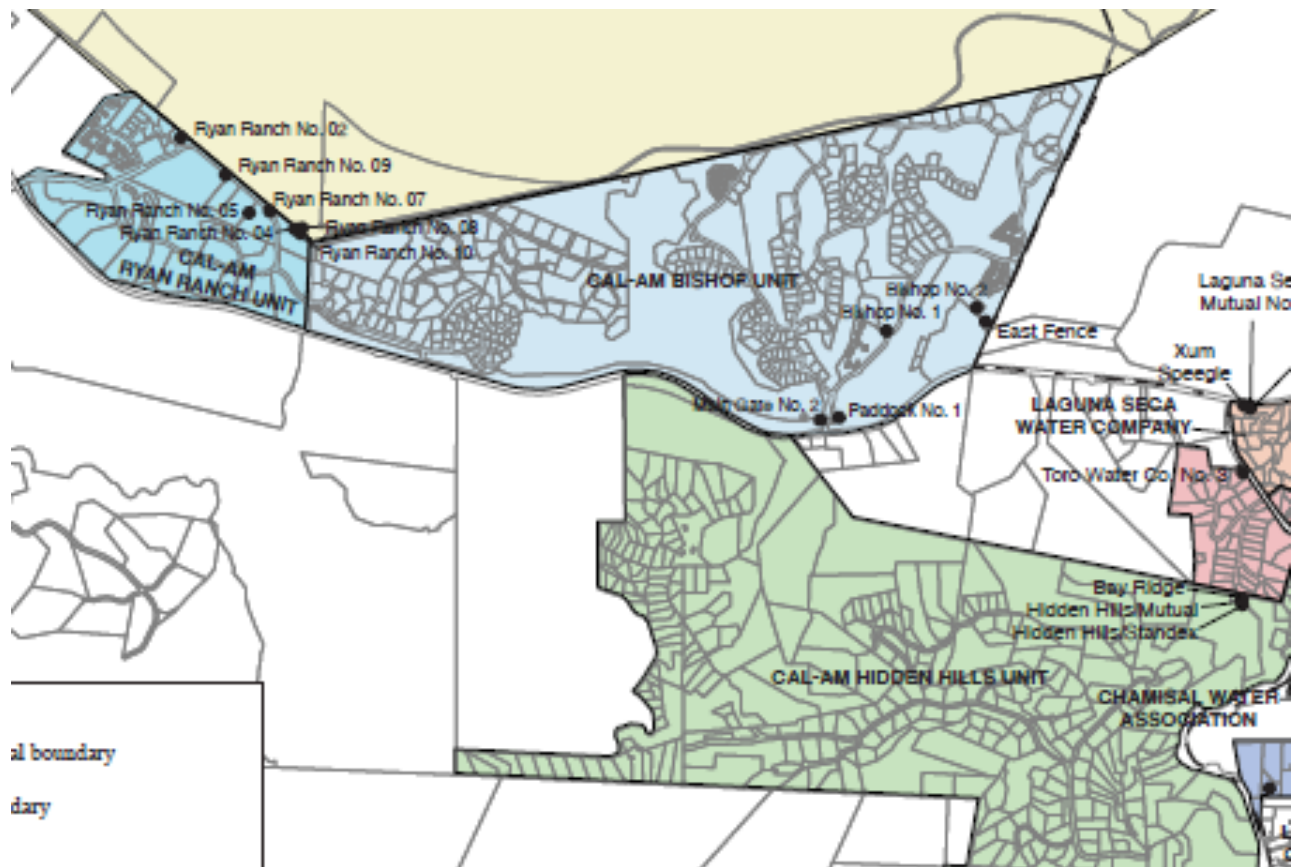 Ryan Ranch No. 02
Ryan Ranch No. 09
Ryan Ranch No. 07
Ryan Ranch No. 05
Ryan Ranch No. 08
Ryan Ranch No. 04
Ryan Ranch No. 10
CAL-AM
RYAN RANCH UNIT
CAL-AM BISHOP UNIT
Bishop No. 2
Bishop No. 1
East Fence
Laguna Se
Mutual No
Xum
Speegle
Main Gate No. 2
Paddock No. 1
LAGUNA SECA
WATER COMPANY
Toro Water Co. No. 3
Bay Ridge
Hidden Hills/Mutual
Hidden Hills/Standex
CAL-AM HIDDEN HILLS UNIT
CHAMISAL WATER
ASSOCIATION
al boundary
dary